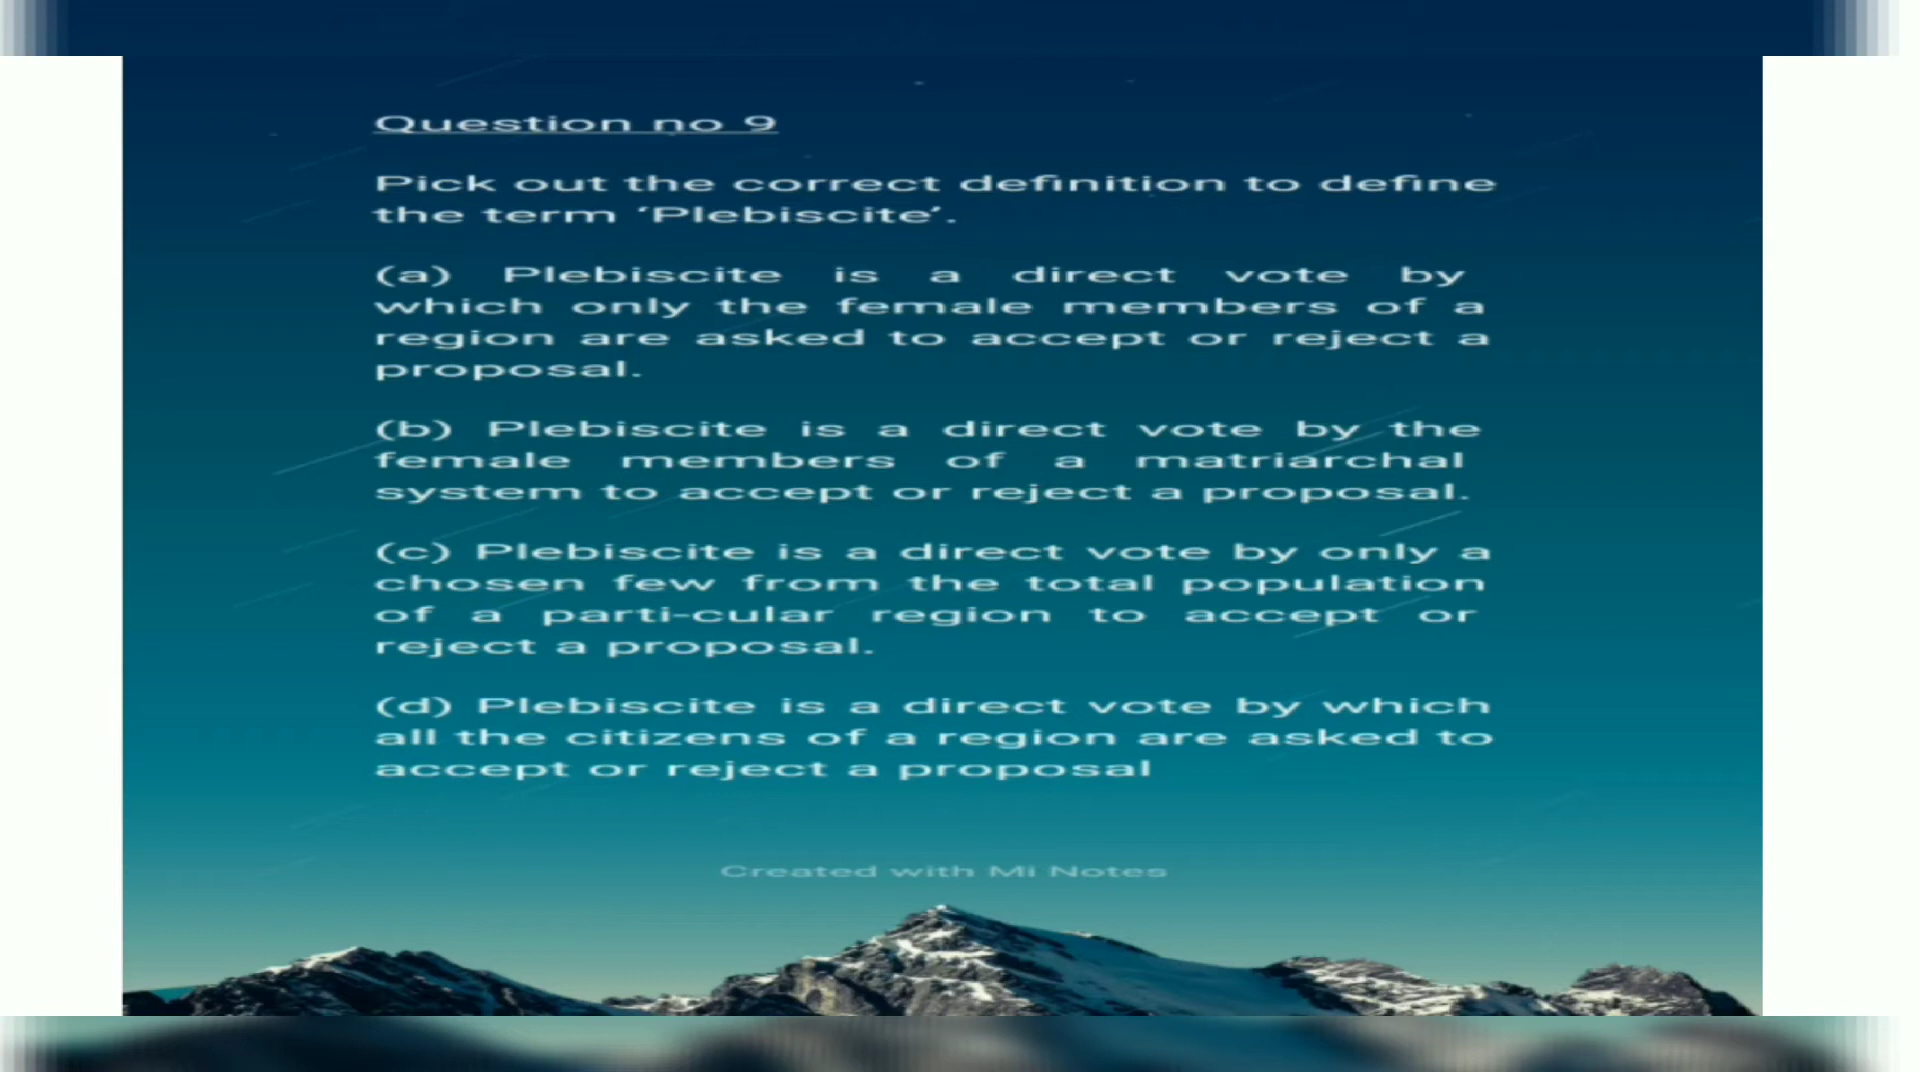 Question no 9
Pick out the correct definition to define
the term ‘Plebiscite’.
(a) Plebiscite is a direct vote by
which only the female members of a
region are asked to accept or reject a
proposal.
(b) Plebiscite is a direct vote by the
female members of a matriarchal
system to accept or reject a proposal.
(c) Plebiscite is a direct vote by only a
chosen few from the total population
of a parti-cular region to accept or
reject a proposal.
(d) Plebiscite is a direct vote by which
all the citizens of a region are asked to
accept or reject a proposal
Created with Mi Notes